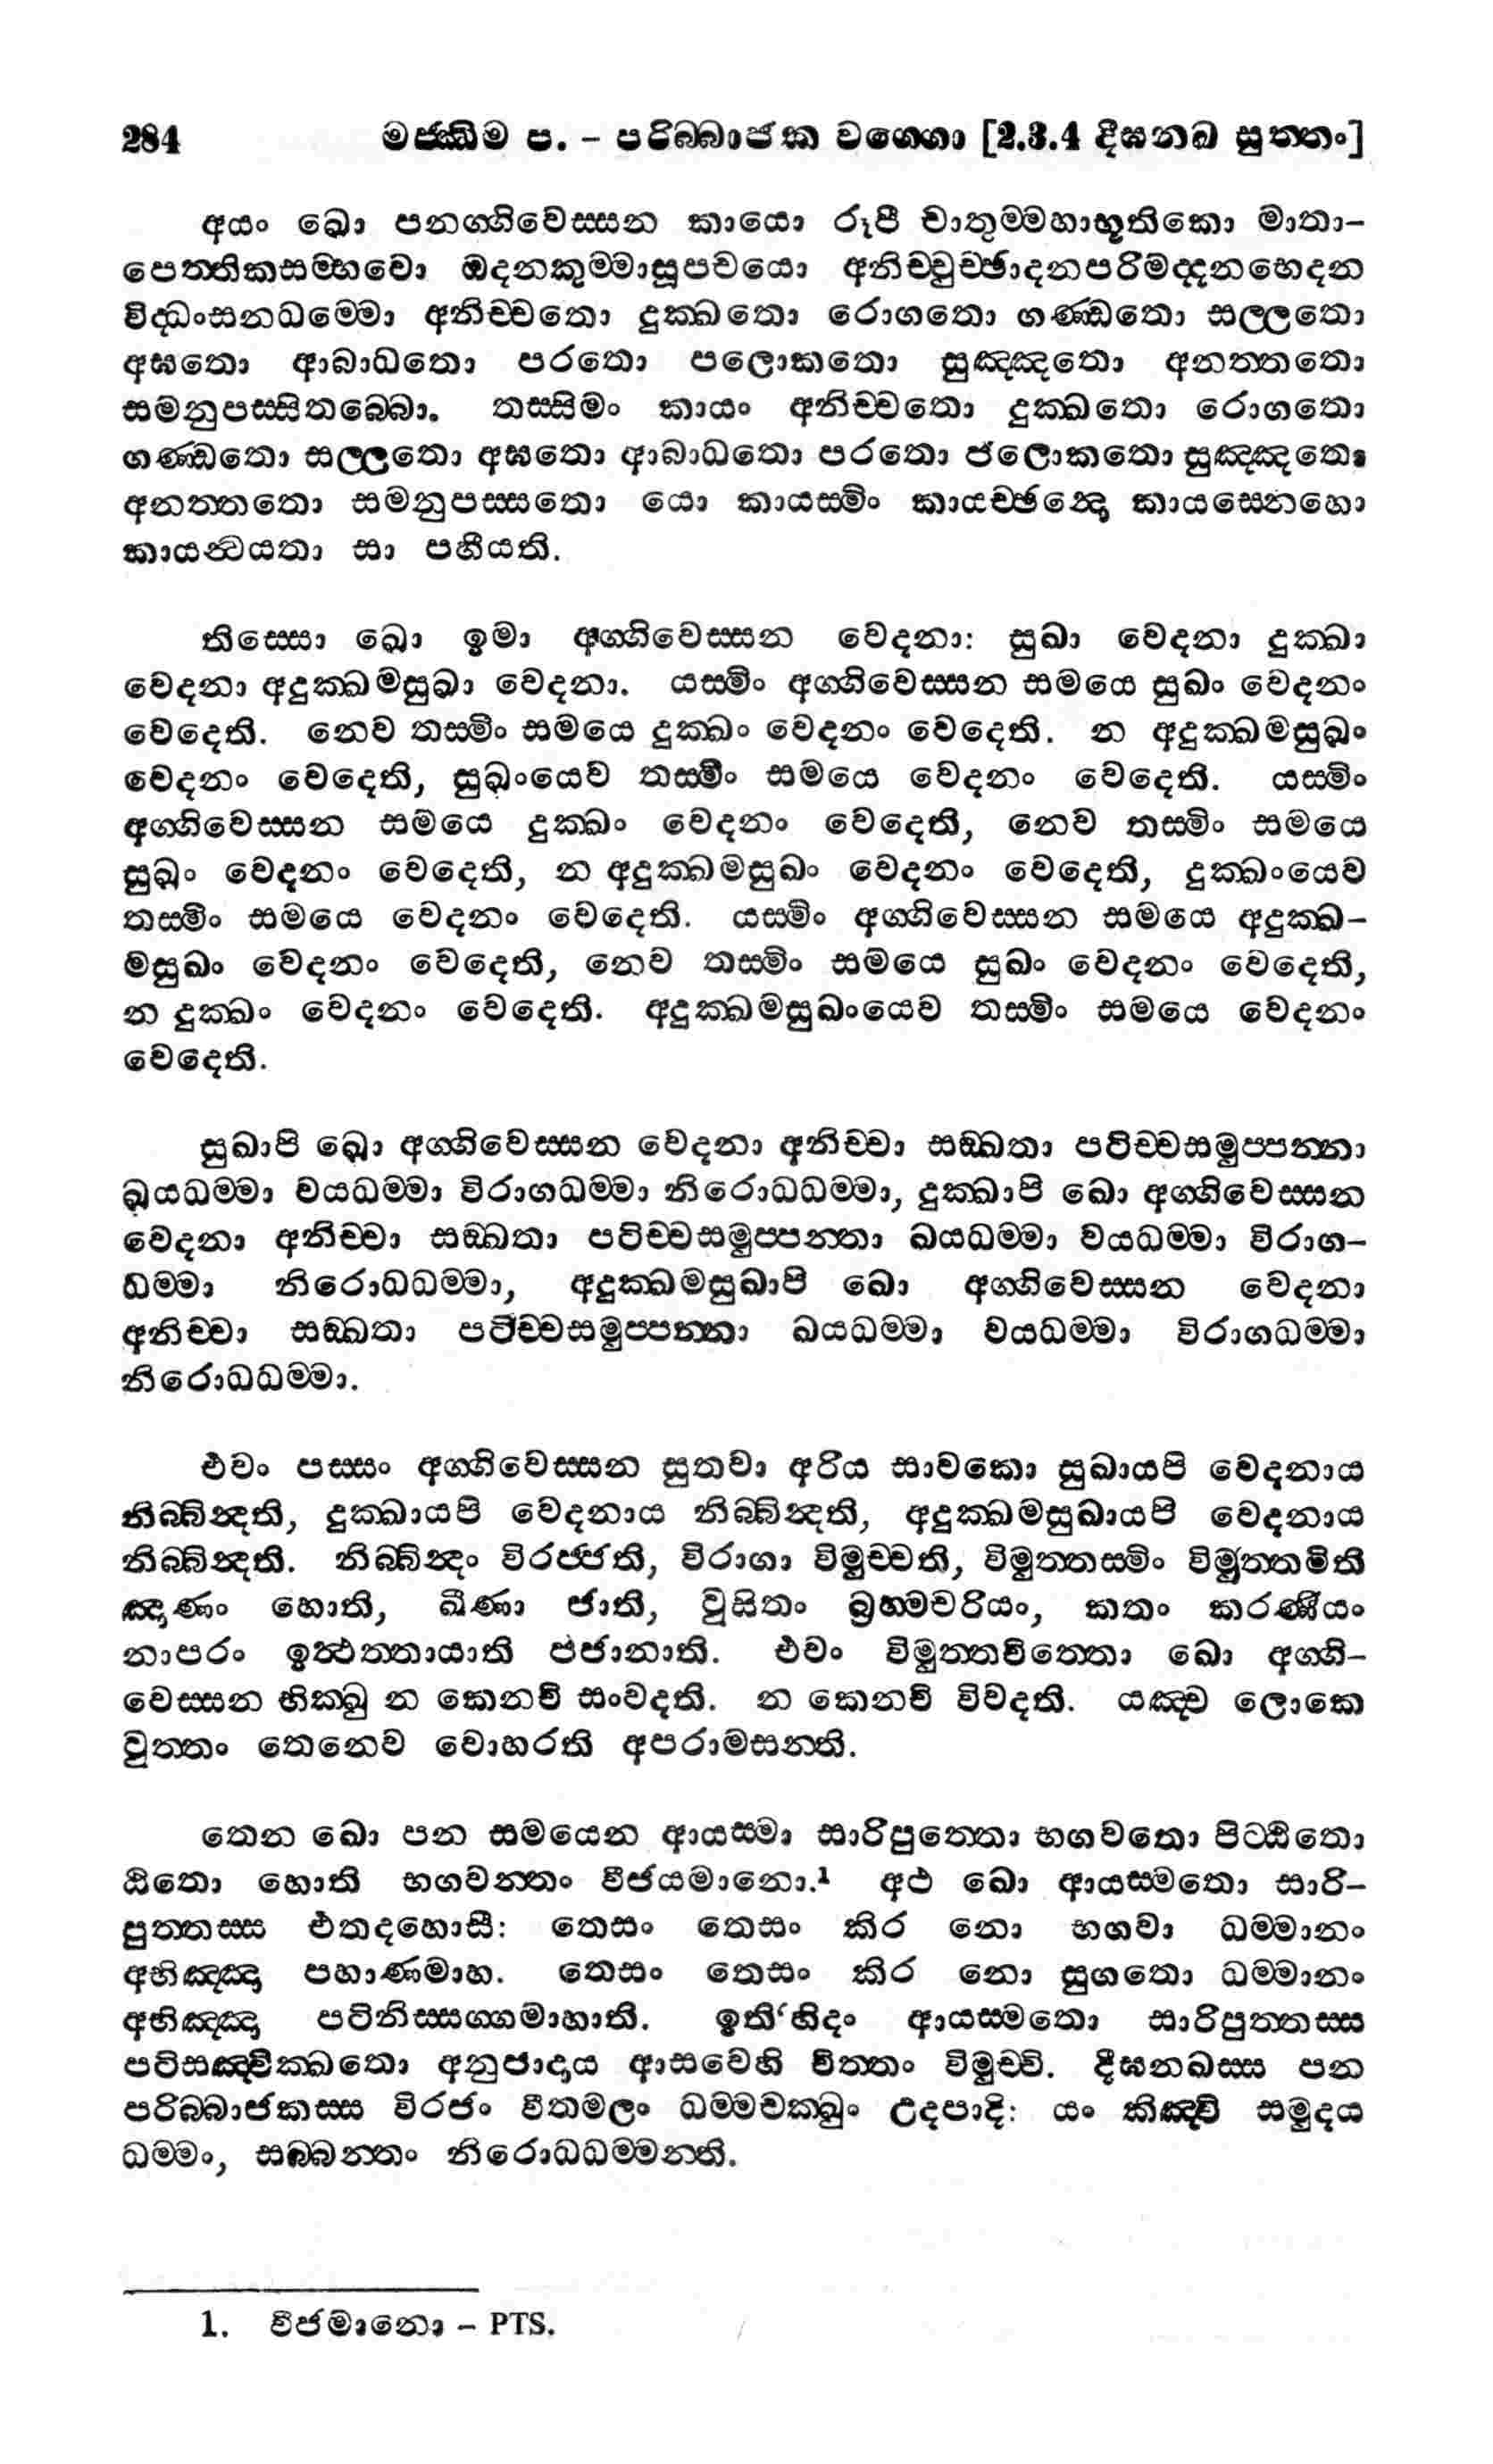 284 මජ්ඣිම ප. – පරිබ්බාජක වග්ගො [2.3.4 දීඝනඛ සුත්තං]
අයං ඛො පනග්ගිවෙස්සන කායො රූපී චාතුම්මහාභූතිකො මාතා-
පෙත්තිකසම්භවො ඔදනකුම්මාසූපචයො අනිච්චුච්ඡාදනපරිමද්දනභෙදන
විද්ධංසනධම්මො අනිච්චතො දුක්ඛතො රොගතො ගණ්ඩතො සල්ලතො
අඝතො ආබාධතො පරතො පලොකතො සුඤ්ඤතො අනත්තතො
සමනුපස්සිතබ්බො. තස්සිමං කායං අනිච්චතො දුක්ඛතො රොගතො
ගණ්ඩතො සල්ලතො අඝතො ආබාධතො පරතො පලොකතො සුඤ්ඤතො
අනත්තතො සමනුපස්සතො යො කායස්මිං කායච්ඡන්දො කායස්නෙහො
කායන්වයතා සා පහීයති.
තිස්සො ඛො ඉමා අග්ගිවෙස්සන වෙදනා: සුඛා වෙදනා දුක්ඛා
වෙදනා අදුක්ඛමසුඛා වෙදනා. යස්මිං අග්ගිවෙස්සන සමයෙ සුඛං වෙදනං
වෙදෙති. නෙව තස්මිං සමයෙ දුක්ඛං වෙදනං වෙදෙති. න අදුක්ඛමසුඛං
වෙදනං වෙදෙති, සුඛංයෙව තස්මිං සමයෙ වෙදනං වෙදෙති. යස්මිං
අග්ගිවෙස්සන සමයෙ දුක්ඛං වෙදනං වෙදෙති, නෙව තස්මිං සමයෙ
සුඛං වෙදනං වෙදෙති, න අදුක්ඛමසුඛං වෙදනං වෙදෙති, දුක්ඛංයෙව
තස්මිං සමයෙ වෙදනං වෙදෙති. යස්මිං අග්ගිවෙස්සන සමයෙ අදුක්ඛ-
මසුඛං වෙදනං වෙදෙති, නෙව තස්මිං සමයෙ සුඛං වෙදනං වෙදෙති,
න දුක්ඛං වෙදනං වෙදෙති. අදුක්ඛමසුඛංයෙව තස්මිං සමයෙ වෙදනං
වෙදෙති.
සුඛාපි ඛො අග්ගිවෙස්සන වෙදනා අනිච්චා සඞ්ඛතා පටිච්චසමුප්පන්නා
ඛයධම්මා වයධම්මා විරාගධම්මා නිරොධධම්මා, දුක්ඛාපි ඛො අග්ගිවෙස්සන
වෙදනා අනිච්චා සඞ්ඛතා පටිච්චසමුප්පන්නා ඛයධම්මා වයධම්මා විරාග-
ධම්මා නිරොධධම්මා, අදුක්ඛමසුඛාපි ඛො අග්ගිවෙස්සන වෙදනා
අනිච්චා සඞ්ඛතා පටිච්චසමුප්පන්නා ඛයධම්මා වයධම්මා විරාගධම්මා
නිරොධධම්මා.
එවං පස්සං අග්ගිවෙස්සන සුතවා අරිය සාවකො සුඛායපි වෙදනාය
නිබ්බින්දති, දුක්ඛායපි වෙදනාය නිබ්බින්දති, අදුක්ඛමසුඛායපි වෙදනාය
නිබ්බින්දති. නිබ්බින්දං විරජ්ජති, විරාගා විමුච්චති, විමුත්තස්මිං විමුත්තමිති
ඤාණං හොති, ඛීණා ජාති, වුසිතං බ්‍රහ්මචරියං, කතං කරණීයං
නාපරං ඉත්ථත්තායාති පජානාති. එවං විමුත්තචිත්තො ඛො අග්ගි-
වෙස්සන භික්ඛු න කෙනචි සංවදති. න කෙනචි විවදති. යඤ්ච ලොකෙ
වුත්තං තෙනෙව වොහරති අපරාමසන්ති.
තෙන ඛො පන සමයෙන ආයස්මා සාරිපුත්තො භගවතො පිට්ඨිතො
ඨිතො හොති භගවන්තං වීජයමානො.¹ අථ ඛො ආයස්මතො සාරි-
පුත්තස්ස එතදහොසි: තෙසං තෙසං කිර නො භගවා ධම්මානං
අභිඤ්ඤා පහාණමාහ. තෙසං තෙසං කිර නො සුගතො ධම්මානං
අභිඤ්ඤා පටිනිස්සග්ගමාහාති. ඉති‘හිදං ආයස්මතො සාරිපුත්තස්ස
පටිසඤ්චික්ඛතො අනුපාදාය ආසවෙහි චිත්තං විමුච්චි. දීඝනඛස්ස පන
පරිබ්බාජකස්ස විරජං වීතමලං ධම්මචක්ඛුං උදපාදි: යං කිඤ්චි සමුදය
ධම්මං, සබ්බන්තං නිරොධධම්මන්ති.
1. වීජමානො – PTS.